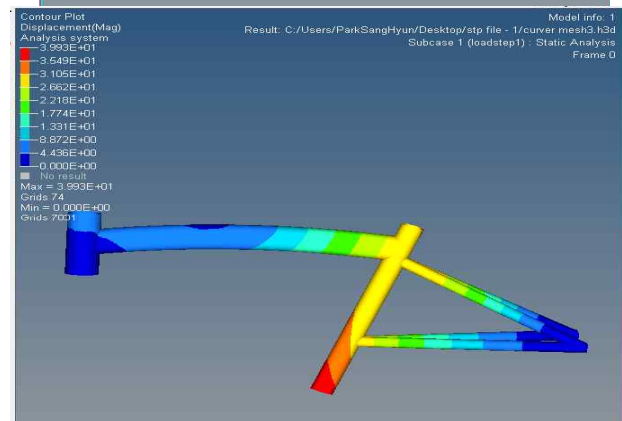 Contour Plot
Displacement(Mag)
Analysis system
3.993E+01
3.549E+01
3.105E+01
2.662E+01
2.218E+01
1.774E+01
1.331E+01
8.872E+00
4.436E+00
0.000E+00
No result
Max = 3.993E+01
Grids 74
Min = 0.000E+00
Grids 7001
Model info: 1
Result: C:/Users/ParkSangHyun/Desktop/stp file - 1/curver mesh3.h3d
Subcase 1 (loadstep1) : Static Analysis
Frame 0